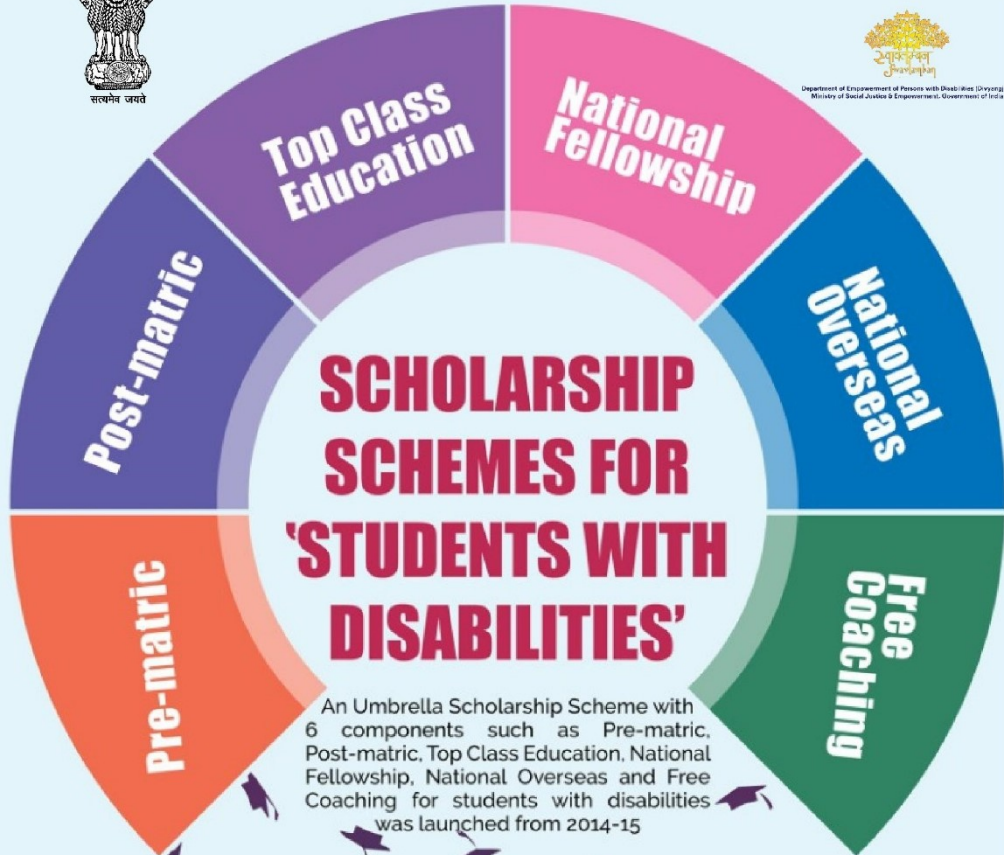 सत्यमेव जयते
स्वावलम्बन
Swavlamban
Department of Empowerment of Persons with Disabilities
Ministry of Social Justice & Empowerment, Government of India
Top Class
Education
National
Fellowship
Post-matric
National
Overseas
Pre-matric
Free
Coaching
SCHOLARSHIP
SCHEMES FOR
‘STUDENTS WITH
DISABILITIES’
An Umbrella Scholarship Scheme with
6 components such as Pre-matric,
Post-matric, Top Class Education, National
Fellowship, National Overseas and Free
Coaching for students with disabilities
was launched from 2014-15